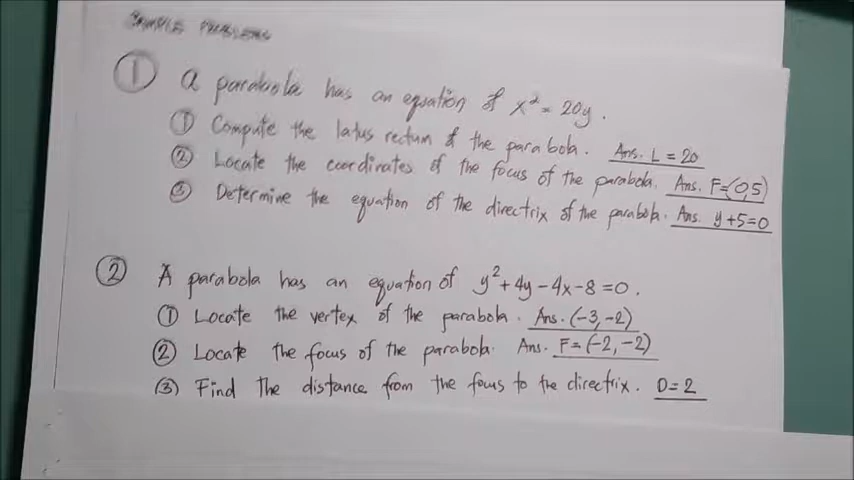 SAMPLE PROBLEMS
① A parabola has an equation of x² = 20y.
① Compute the latus rectum of the parabola. Ans. L = 20
② Locate the coordinates of the focus of the parabola. Ans. F=(0,5)
③ Determine the equation of the directrix of the parabola. Ans. y+5=0
② A parabola has an equation of y²+4y-4x-8=0.
① Locate the vertex of the parabola. Ans. (-3,-2)
② Locate the focus of the parabola. Ans. F=(-2,-2)
③ Find the distance from the focus to the directrix. D=2